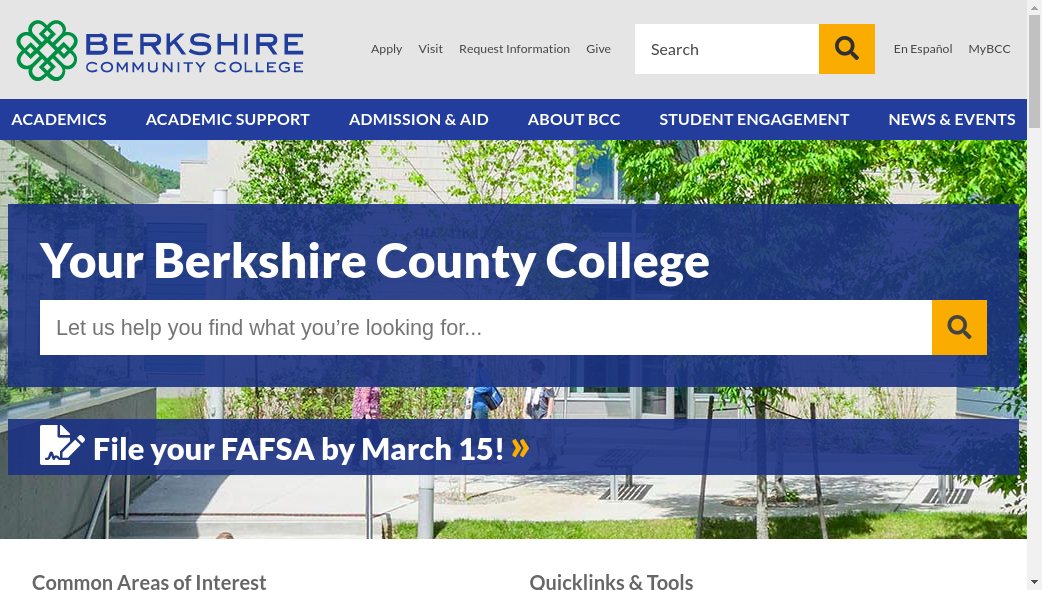 BERKSHIRE
COMMUNITY COLLEGE
Apply
Visit
Request Information
Give
Search
En Español
MyBCC
ACADEMICS
ACADEMIC SUPPORT
ADMISSION & AID
ABOUT BCC
STUDENT ENGAGEMENT
NEWS & EVENTS
Your Berkshire County College
Let us help you find what you’re looking for...
File your FAFSA by March 15! »
Common Areas of Interest
Quicklinks & Tools